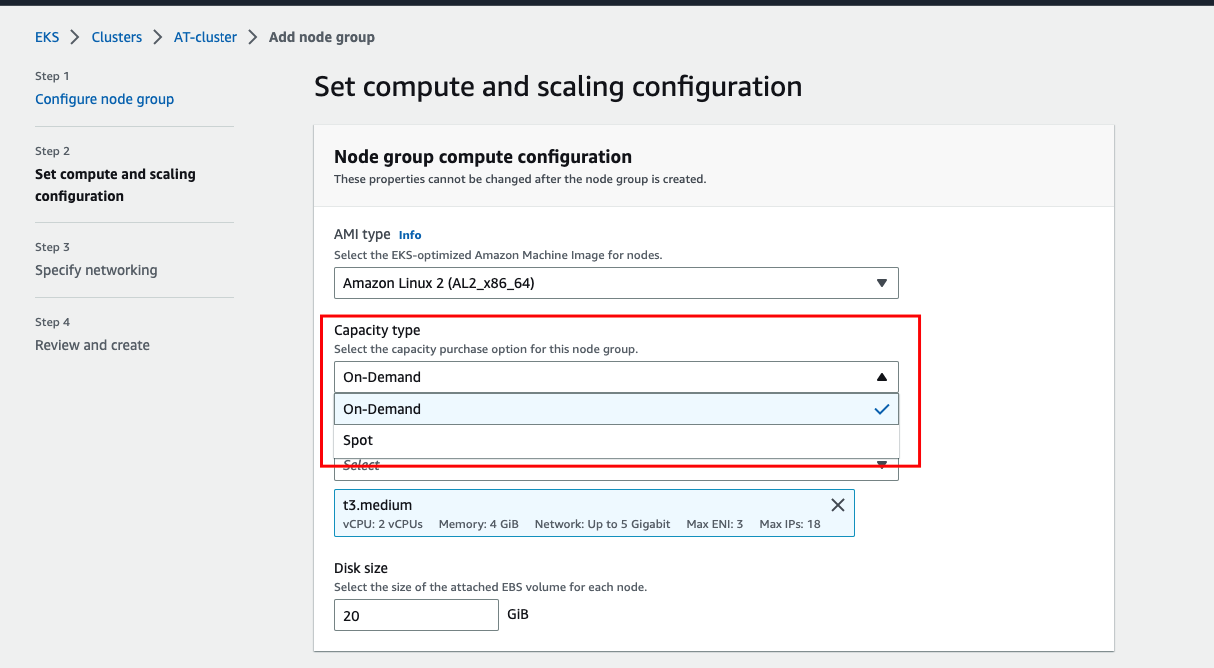 EKS > Clusters > AT-cluster > Add node group
Step 1
Configure node group
Step 2
Set compute and scaling
configuration
Step 3
Specify networking
Step 4
Review and create
Set compute and scaling configuration
Node group compute configuration
These properties cannot be changed after the node group is created.
AMI type Info
Select the EKS-optimized Amazon Machine Image for nodes.
Amazon Linux 2 (AL2_x86_64)
Capacity type
Select the capacity purchase option for this node group.
On-Demand
On-Demand
Spot
Select
t3.medium
vCPU: 2 vCPUs Memory: 4 GiB Network: Up to 5 Gigabit Max ENI: 3 Max IPs: 18
Disk size
Select the size of the attached EBS volume for each node.
20 GiB